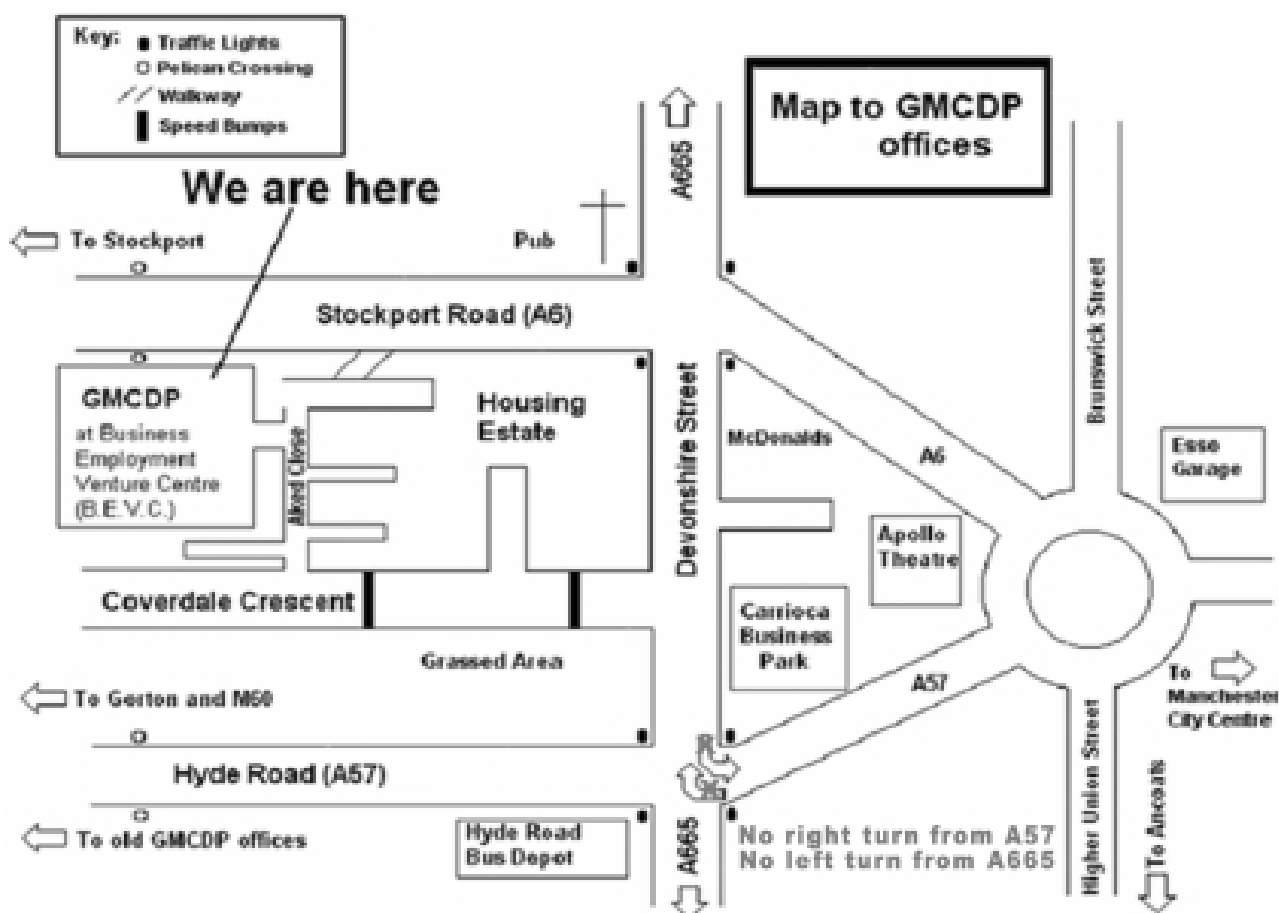 Key:
Traffic Lights
Pelican Crossing
Walkway
Speed Bumps
Map to GMCDP
offices
We are here
A665
To Stockport
Pub
Stockport Road (A6)
Brunswick Street
GMCDP
at Business
Employment
Venture Centre
(B.E.V.C.)
Housing
Estate
Devonshire Street
McDonalds
A6
Esso
Garage
Close
Apollo
Theatre
Coverdale Crescent
Carrioca
Business
Park
Grassed Area
A57
To
Manchester
City Centre
To Gorton and M60
Hyde Road (A57)
Higher Union Street
To Ancoats
To old GMCDP offices
Hyde Road
Bus Depot
A665
No right turn from A57
No left turn from A665